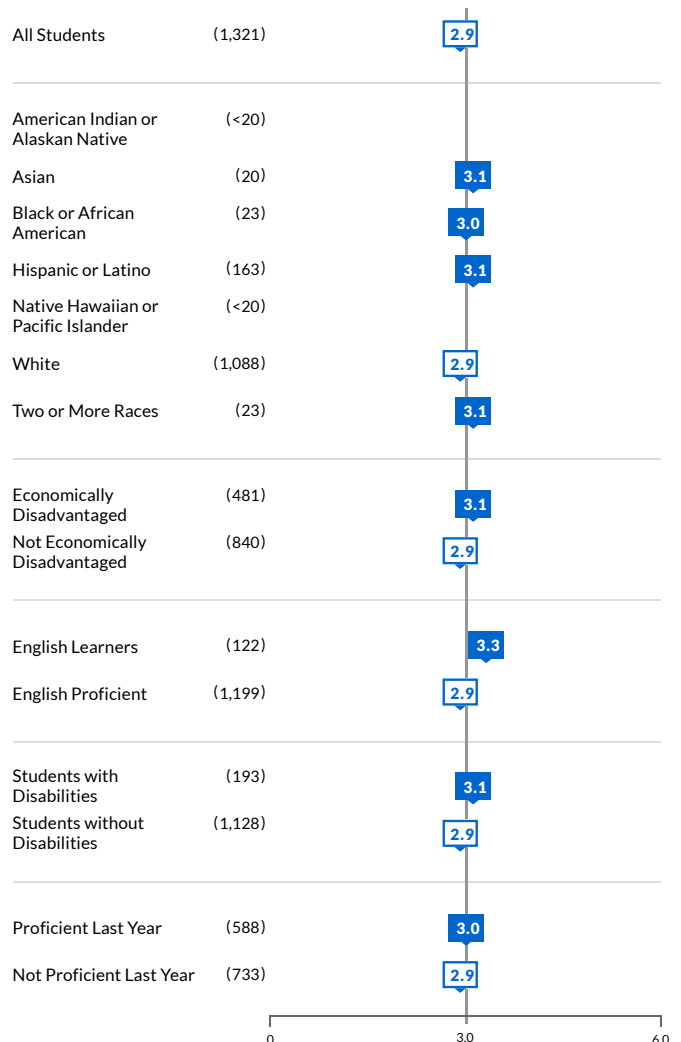 All Students (1,321) 2.9
American Indian or (<20)
Alaskan Native
Asian (20) 3.1
Black or African (23) 3.0
American
Hispanic or Latino (163) 3.1
Native Hawaiian or (<20)
Pacific Islander
White (1,088) 2.9
Two or More Races (23) 3.1
Economically (481) 3.1
Disadvantaged
Not Economically (840) 2.9
Disadvantaged
English Learners (122) 3.3
English Proficient (1,199) 2.9
Students with (193) 3.1
Disabilities
Students without (1,128) 2.9
Disabilities
Proficient Last Year (588) 3.0
Not Proficient Last Year (733) 2.9
0 3.0 6.0